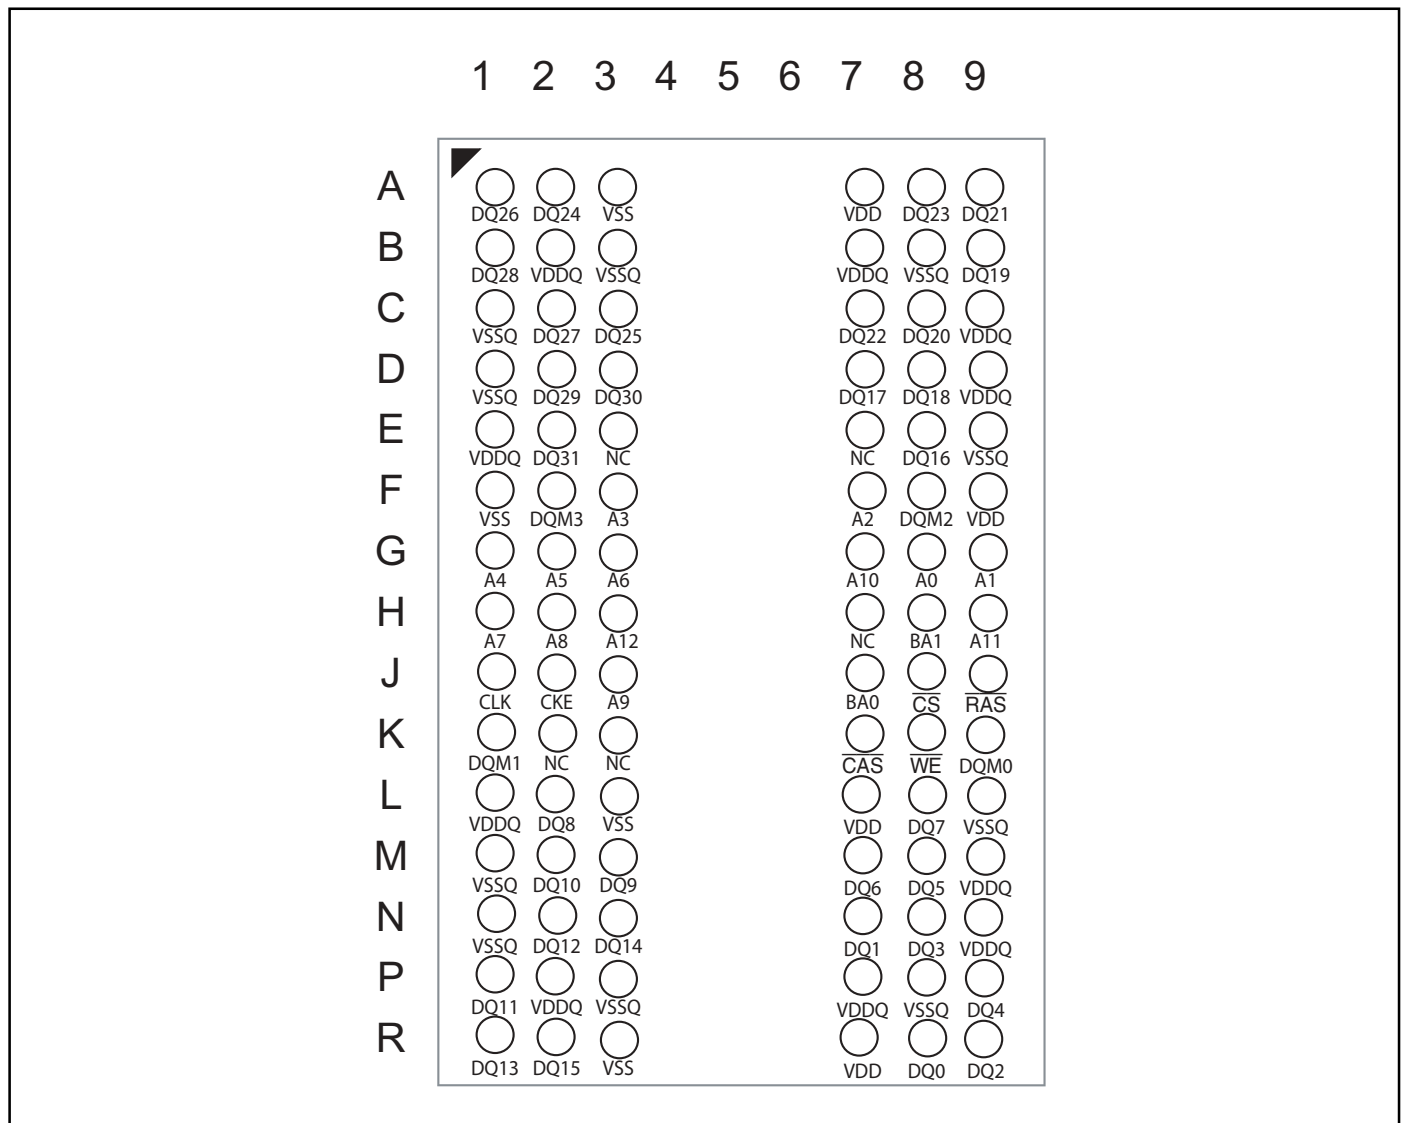 1 2 3 4 5 6 7 8 9
A
DQ26 DQ24 VSS VDD DQ23 DQ21
B
DQ28 VDDQ VSSQ VDDQ VSSQ DQ19
C
VSSQ DQ27 DQ25 DQ22 DQ20 VDDQ
D
VSSQ DQ29 DQ30 DQ17 DQ18 VDDQ
E
VDDQ DQ31 NC NC DQ16 VSSQ
F
VSS DQM3 A3 A2 DQM2 VDD
G
A4 A5 A6 A10 A0 A1
H
A7 A8 A12 NC BA1 A11
J
CLK CKE A9 BA0 C̅S̅ R̅A̅S̅
K
DQM1 NC NC C̅A̅S̅ W̅E̅ DQM0
L
VDDQ DQ8 VSS VDD DQ7 VSSQ
M
VSSQ DQ10 DQ9 DQ6 DQ5 VDDQ
N
VSSQ DQ12 DQ14 DQ1 DQ3 VDDQ
P
DQ11 VDDQ VSSQ VDDQ VSSQ DQ4
R
DQ13 DQ15 VSS VDD DQ0 DQ2